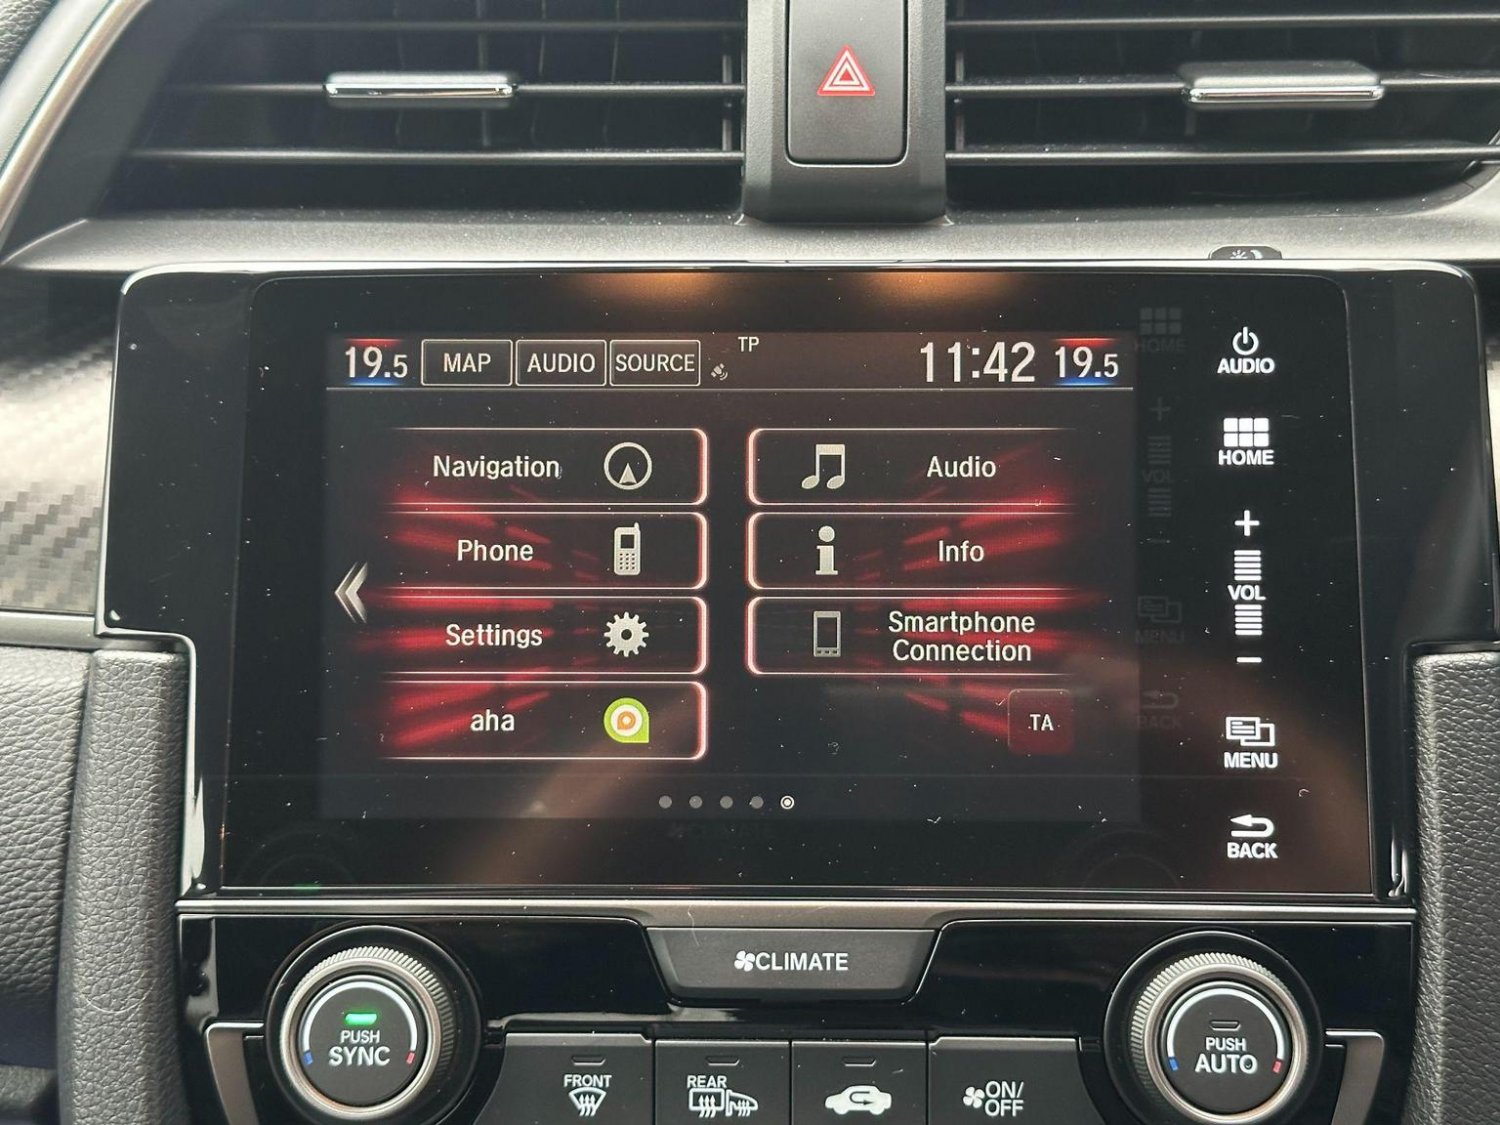 19.5 MAP AUDIO SOURCE TP 11:42 19.5
Navigation
Audio
Phone
Info
Settings
Smartphone
Connection
aha
TA
AUDIO
HOME
+
VOL
−
MENU
BACK
CLIMATE
PUSH
SYNC
FRONT
REAR
ON/
OFF
PUSH
AUTO